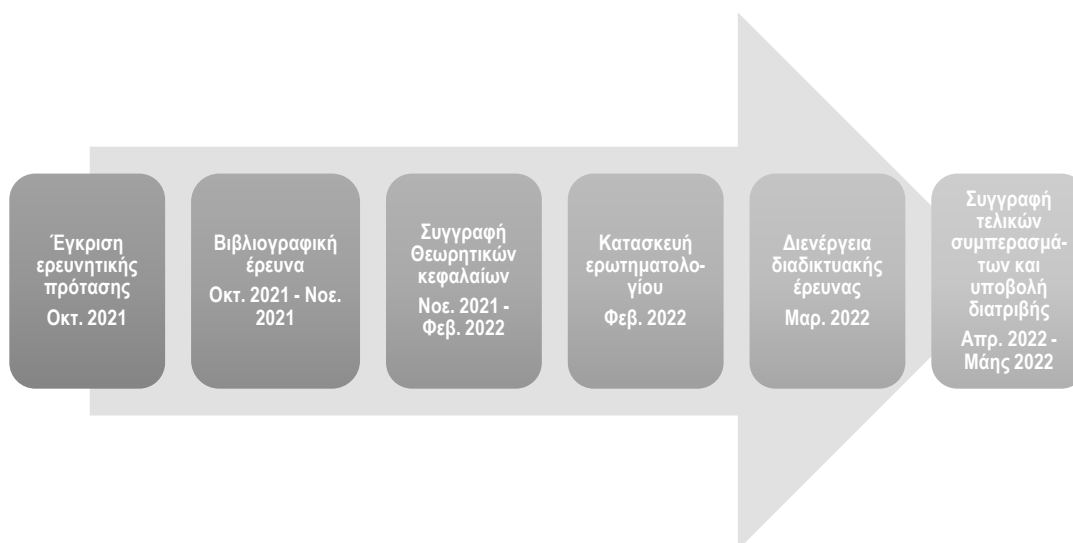 Έγκριση
ερευνητικής
πρότασης
Οκτ. 2021
Βιβλιογραφική
έρευνα
Οκτ. 2021 - Νοε.
2021
Συγγραφή
Θεωρητικών
κεφαλαίων
Νοε. 2021 -
Φεβ. 2022
Κατασκευή
ερωτηματολο-
γίου
Φεβ. 2022
Διενέργεια
διαδικτυακής
έρευνας
Μαρ. 2022
Συγγραφή
τελικών
συμπερασμά-
των και
υποβολή
διατριβής
Απρ. 2022 -
Μάης 2022